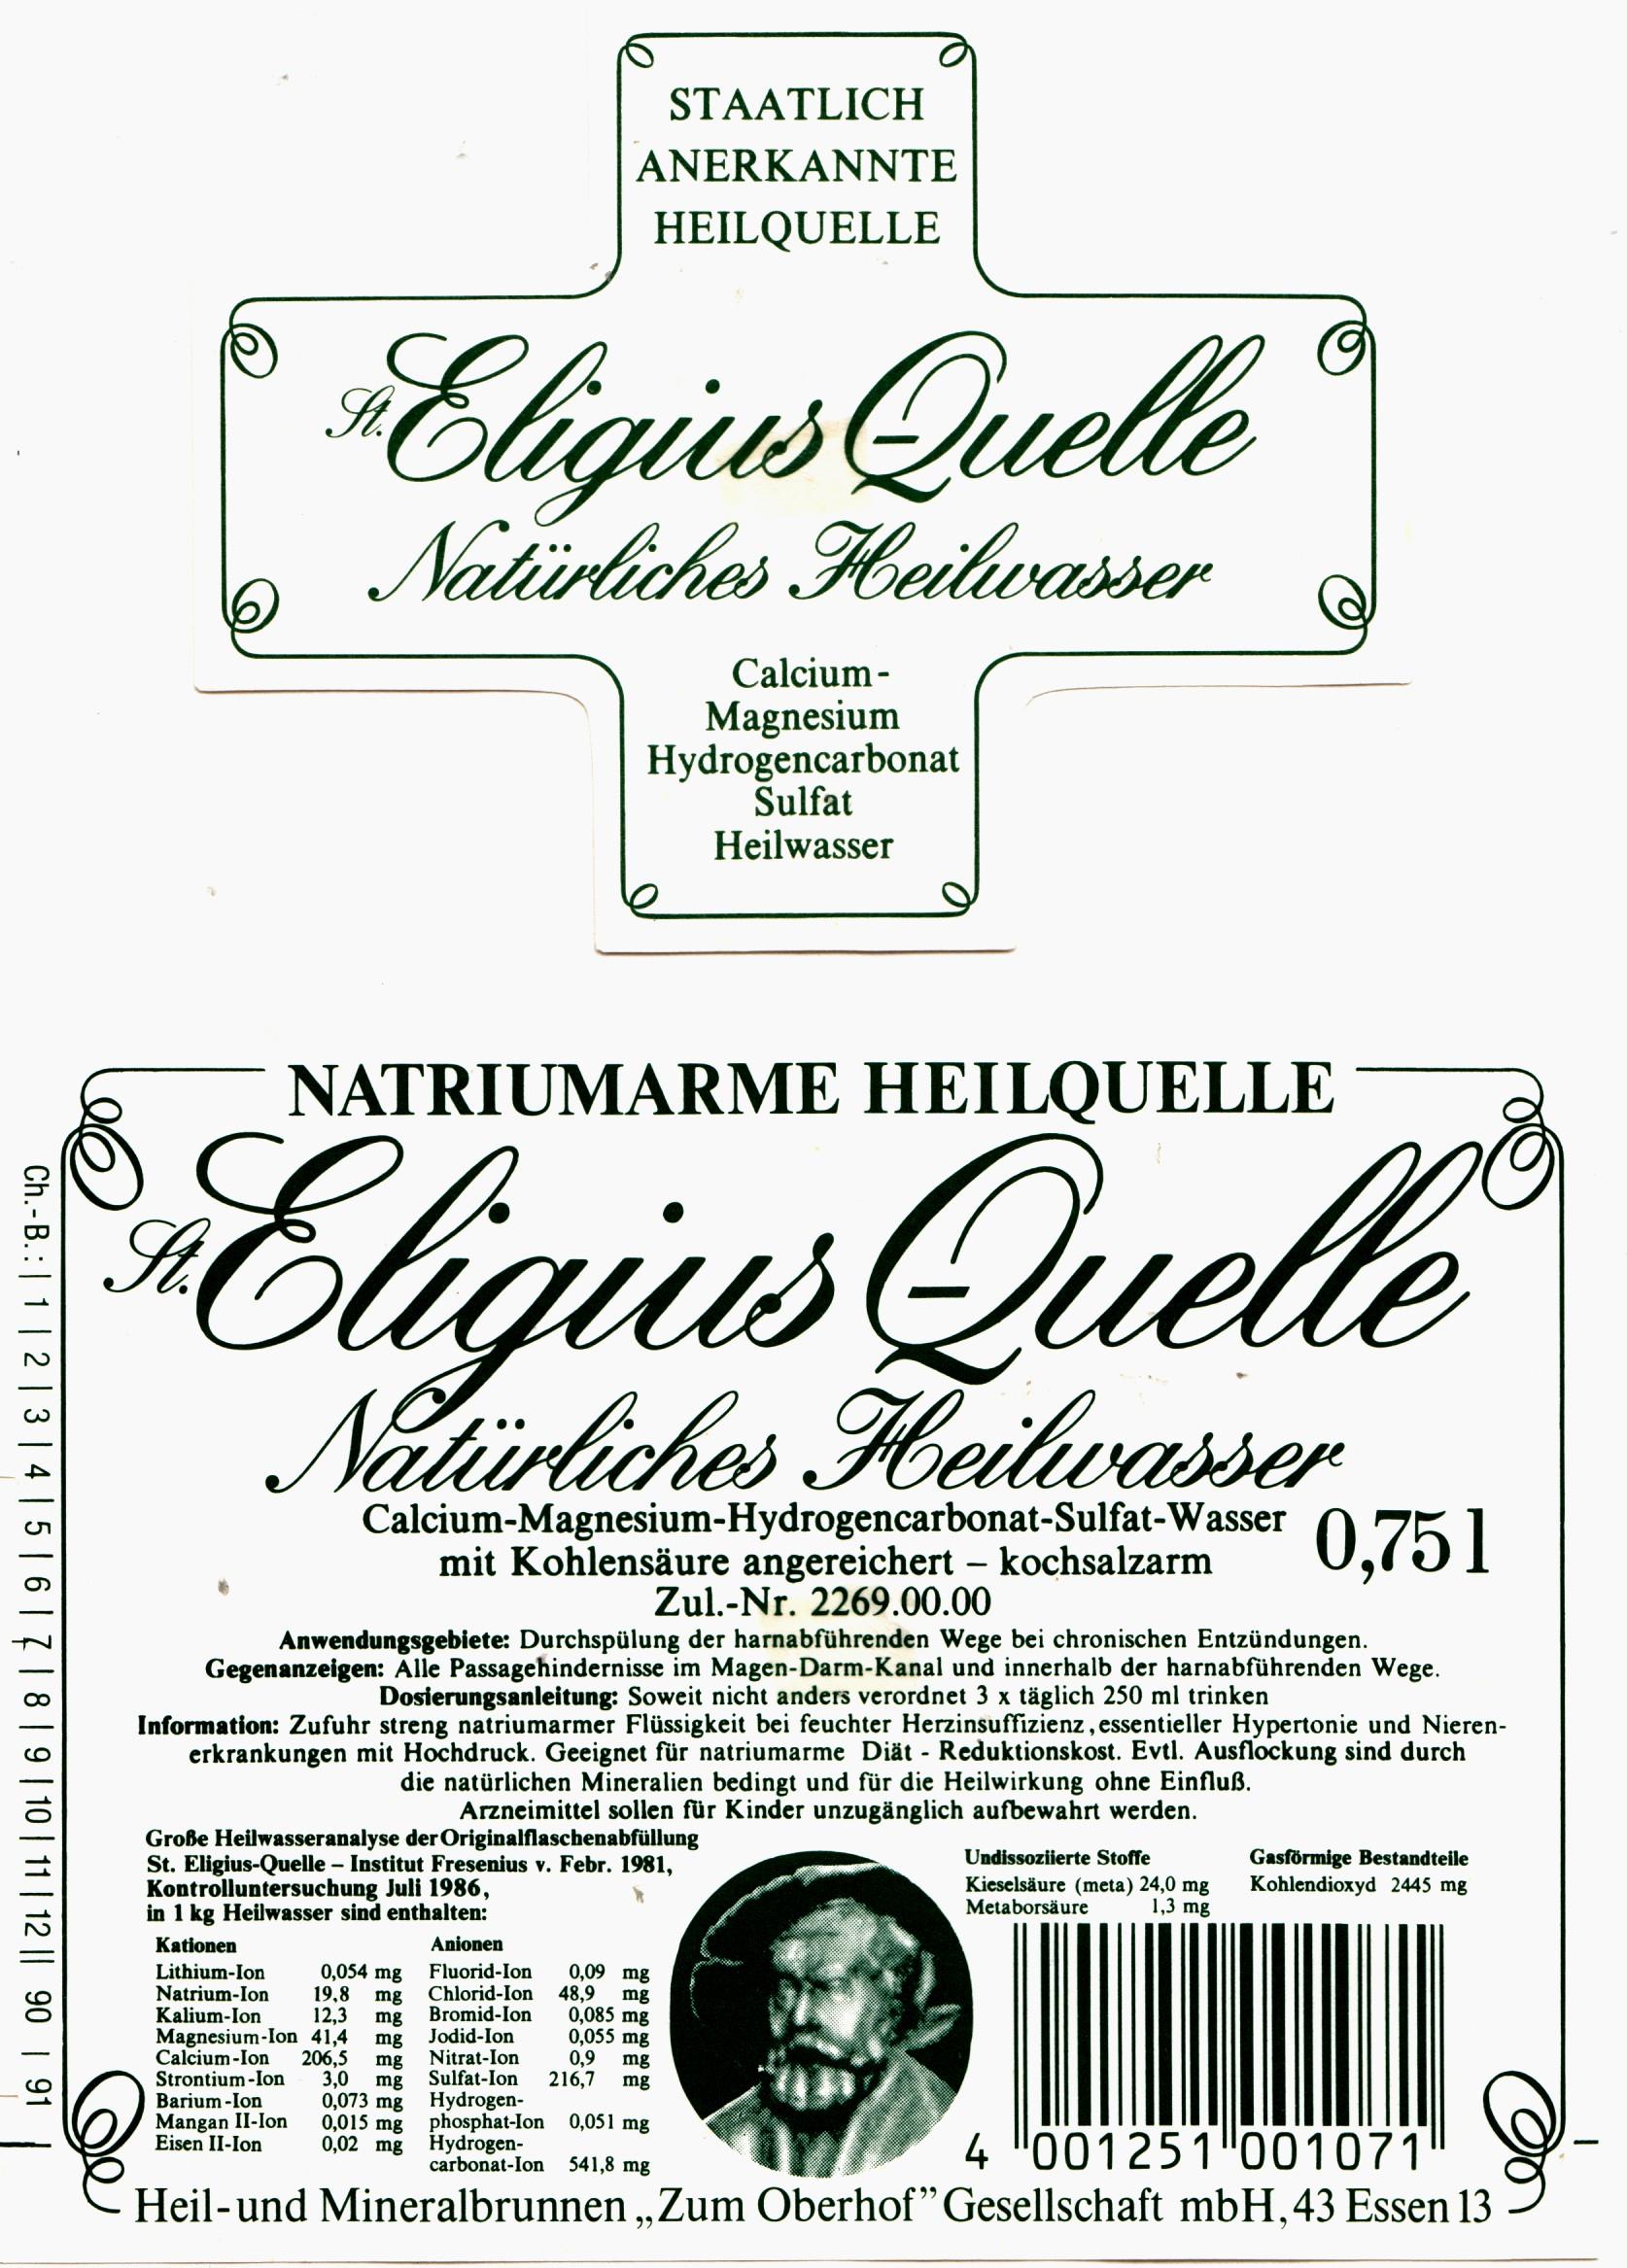 STAATLICH
ANERKANNTE
HEILQUELLE
St. Eligius Quelle
Natürliches Heilwasser
Calcium-
Magnesium
Hydrogencarbonat
Sulfat
Heilwasser
NATRIUMARME HEILQUELLE
St. Eligius Quelle
Natürliches Heilwasser
Calcium-Magnesium-Hydrogencarbonat-Sulfat-Wasser
mit Kohlensäure angereichert – kochsalzarm
0,75 l
Zul.-Nr. 2269.00.00
Anwendungsgebiete: Durchspülung der harnabführenden Wege bei chronischen Entzündungen.
Gegenanzeigen: Alle Passagehindernisse im Magen-Darm-Kanal und innerhalb der harnabführenden Wege.
Dosierungsanleitung: Soweit nicht anders verordnet 3 x täglich 250 ml trinken
Information: Zufuhr streng natriumarmer Flüssigkeit bei feuchter Herzinsuffizienz, essentieller Hypertonie und Nieren-
erkrankungen mit Hochdruck. Geeignet für natriumarme Diät - Reduktionskost. Evtl. Ausflockung sind durch
die natürlichen Mineralien bedingt und für die Heilwirkung ohne Einfluß.
Arzneimittel sollen für Kinder unzugänglich aufbewahrt werden.
Große Heilwasseranalyse der Originalflaschenabfüllung
St. Eligius-Quelle – Institut Fresenius v. Febr. 1981,
Kontrolluntersuchung Juli 1986,
in 1 kg Heilwasser sind enthalten:
Kationen
Lithium-Ion 0,054 mg
Natrium-Ion 19,8 mg
Kalium-Ion 12,3 mg
Magnesium-Ion 41,4 mg
Calcium-Ion 206,5 mg
Strontium-Ion 3,0 mg
Barium-Ion 0,073 mg
Mangan II-Ion 0,015 mg
Eisen II-Ion 0,02 mg
Anionen
Fluorid-Ion 0,09 mg
Chlorid-Ion 48,9 mg
Bromid-Ion 0,085 mg
Jodid-Ion 0,055 mg
Nitrat-Ion 0,9 mg
Sulfat-Ion 216,7 mg
Hydrogen-
phosphat-Ion 0,051 mg
Hydrogen-
carbonat-Ion 541,8 mg
Undissoziierte Stoffe
Kieselsäure (meta) 24,0 mg
Metaborsäure 1,3 mg
Gasförmige Bestandteile
Kohlendioxyd 2445 mg
4 001251 001071
Heil- und Mineralbrunnen „Zum Oberhof” Gesellschaft mbH, 43 Essen 13
Ch.-B.: | 1 | 2 | 3 | 4 | 5 | 6 | 7 | 8 | 9 | 10 | 11 | 12 || 90 | 91 |